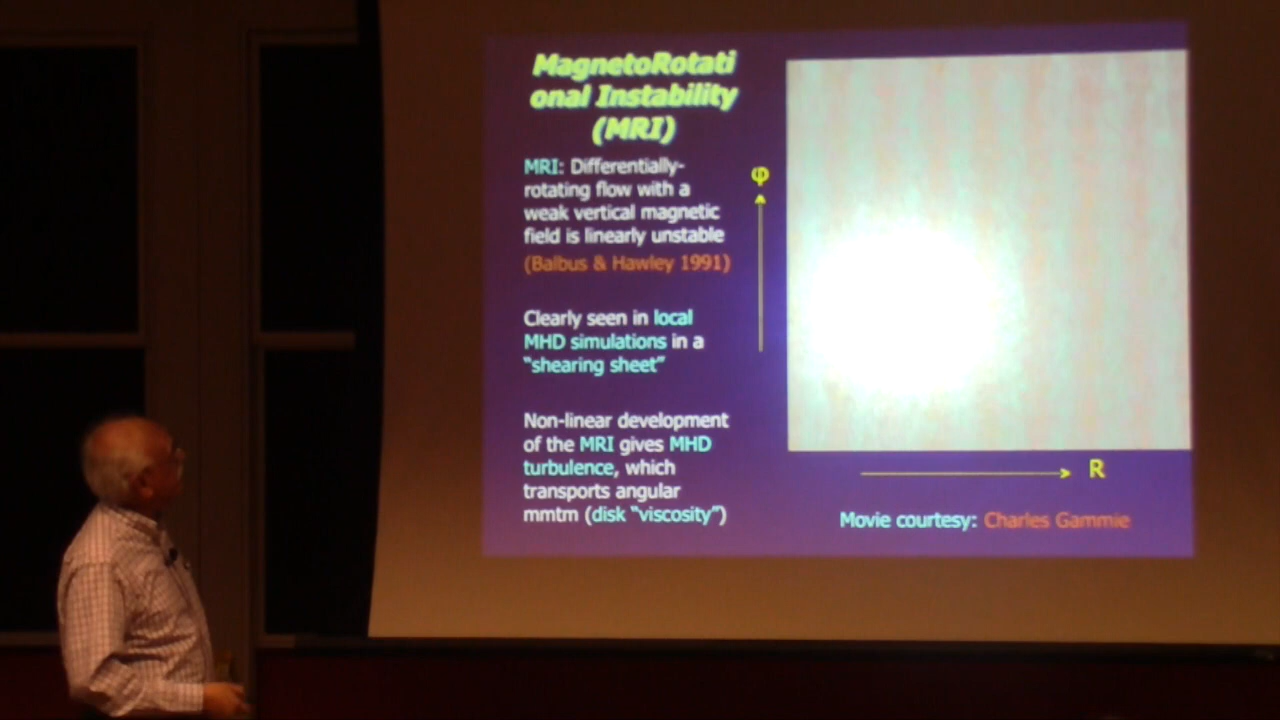 MagnetoRotati
onal Instability
(MRI)
MRI: Differentially-
rotating flow with a
weak vertical magnetic
field is linearly unstable
(Balbus & Hawley 1991)
Clearly seen in local
MHD simulations in a
“shearing sheet”
Non-linear development
of the MRI gives MHD
turbulence, which
transports angular
mmtm (disk “viscosity”)
φ
R
Movie courtesy: Charles Gammie